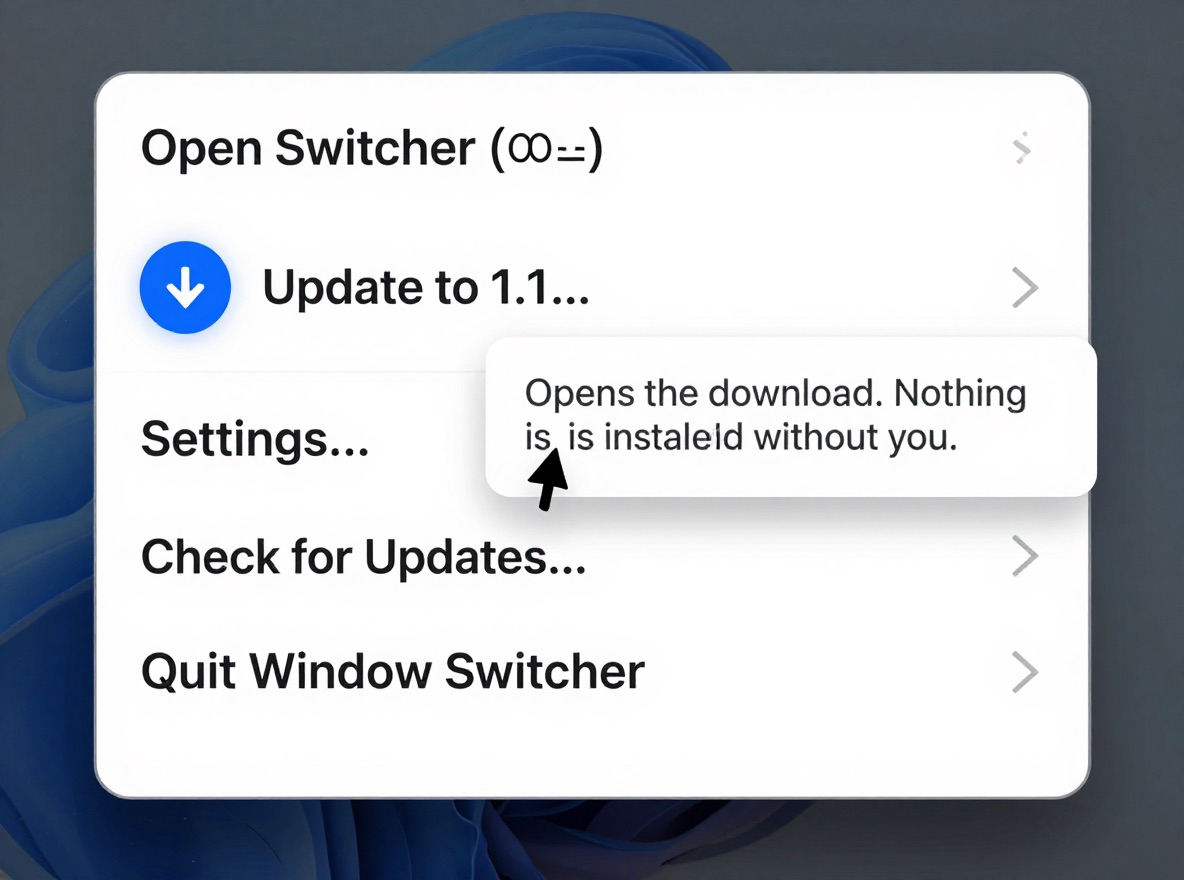 Open Switcher
Update to 1.1...
Opens the download. Nothing
is is instaleld without you.
Settings...
Check for Updates...
Quit Window Switcher